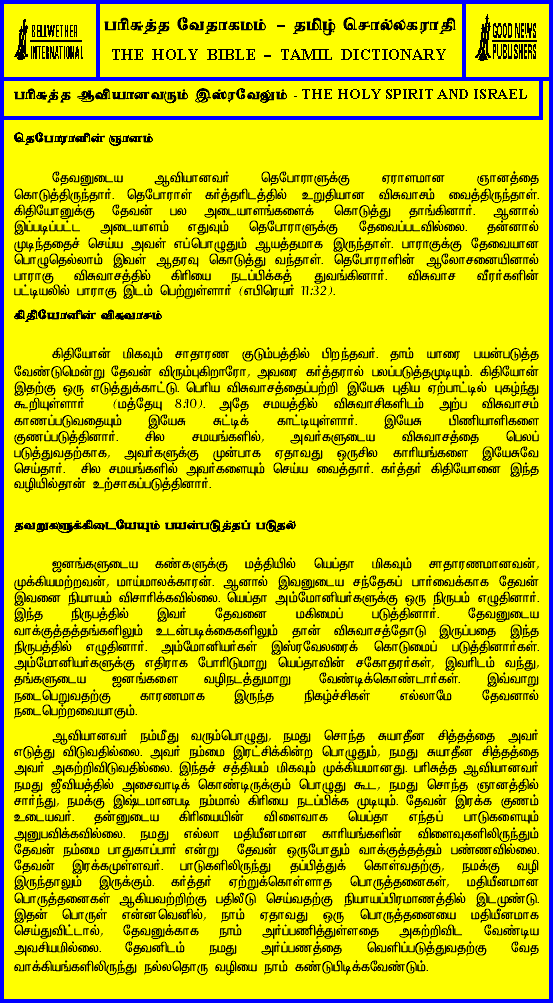 BELLWETHER
INTERNATIONAL
பரிசுத்த வேதாகமம் – தமிழ் சொல்லகராதி
THE HOLY BIBLE – TAMIL DICTIONARY
GOOD NEWS
PUBLISHERS
பரிசுத்த ஆவியானவரும் இஸ்ரவேலும் - THE HOLY SPIRIT AND ISRAEL
தெபோராளின் ஞானம்
தேவனுடைய ஆவியானவர் தெபோராளுக்கு ஏராளமான ஞானத்தை
கொடுத்திருந்தார். தெபோராள் கர்த்தரிடத்தில் உறுதியான விசுவாசம் வைத்திருந்தாள்.
கிதியோனுக்கு தேவன் பல அடையாளங்களைக் கொடுத்து தாங்கினார். ஆனால்
இப்படிப்பட்ட அடையாளம் எதுவும் தெபோராளுக்கு தேவைப்படவில்லை. தன்னால்
முடிந்ததைச் செய்ய அவள் எப்பொழுதும் ஆயத்தமாக இருந்தாள். பாராகுக்கு தேவையான
பொழுதெல்லாம் இவள் ஆதரவு கொடுத்து வந்தாள். தெபோராளின் ஆலோசனையினால்
பாராகு விசுவாசத்தில் கிரியை நடப்பிக்கத் துவங்கினார். விசுவாச வீரர்களின்
பட்டியலில் பாராகு இடம் பெற்றுள்ளார் (எபிரெயர் 11:32).
கிதியோனின் விசுவாசம்
கிதியோன் மிகவும் சாதாரண குடும்பத்தில் பிறந்தவர். தாம் யாரை பயன்படுத்த
வேண்டுமென்று தேவன் விரும்புகிறாரோ, அவரை கர்த்தரால் பலப்படுத்தமுடியும். கிதியோன்
இதற்கு ஒரு எடுத்துக்காட்டு. பெரிய விசுவாசத்தைப்பற்றி இயேசு புதிய ஏற்பாட்டில் புகழ்ந்து
கூறியுள்ளார் (மத்தேயு 8:10). அதே சமயத்தில் விசுவாசிகளிடம் அற்ப விசுவாசம்
காணப்படுவதையும் இயேசு சுட்டிக் காட்டியுள்ளார். இயேசு பிணியாளிகளை
குணப்படுத்தினார். சில சமயங்களில், அவர்களுடைய விசுவாசத்தை பெலப்
படுத்துவதற்காக, அவர்களுக்கு முன்பாக ஏதாவது ஒருசில காரியங்களை இயேசுவே
செய்தார். சில சமயங்களில் அவர்களையும் செய்ய வைத்தார். கர்த்தர் கிதியோனை இந்த
வழியில்தான் உற்சாகப்படுத்தினார்.
தவறுகளுக்கிடையேயும் பயன்படுத்தப் படுதல்
ஜனங்களுடைய கண்களுக்கு மத்தியில் யெப்தா மிகவும் சாதாரணமானவன்,
முக்கியமற்றவன், மாய்மாலக்காரன். ஆனால் இவனுடைய சந்தேகப் பார்வைக்காக தேவன்
இவனை நியாயம் விசாரிக்கவில்லை. யெப்தா அம்மோனியர்களுக்கு ஒரு நிருபம் எழுதினார்.
இந்த நிருபத்தில் இவர் தேவனை மகிமைப் படுத்தினார். தேவனுடைய
வாக்குத்தத்தங்களிலும் உடன்படிக்கைகளிலும் தான் விசுவாசத்தோடு இருப்பதை இந்த
நிருபத்தில் எழுதினார். அம்மோனியர்கள் இஸ்ரவேலரைக் கொடுமைப் படுத்தினார்கள்.
அம்மோனியர்களுக்கு எதிராக போரிடுமாறு யெப்தாவின் சகோதரர்கள், இவரிடம் வந்து,
தங்களுடைய ஜனங்களை வழிநடத்துமாறு வேண்டிக்கொண்டார்கள். இவ்வாறு
நடைபெறுவதற்கு காரணமாக இருந்த நிகழ்ச்சிகள் எல்லாமே தேவனால்
நடைபெற்றவையாகும்.
ஆவியானவர் நம்மீது வரும்பொழுது, நமது சொந்த சுயாதீன சித்தத்தை அவர்
எடுத்து விடுவதில்லை. அவர் நம்மை இரட்சிக்கின்ற பொழுதும், நமது சுயாதீன சித்தத்தை
அவர் அகற்றிவிடுவதில்லை. இந்தச் சத்தியம் மிகவும் முக்கியமானது. பரிசுத்த ஆவியானவர்
நமது ஜீவியத்தில் அசைவாடிக் கொண்டிருக்கும் பொழுது கூட, நமது சொந்த ஞானத்தில்
சார்ந்து, நமக்கு இஷ்டமானபடி நம்மால் கிரியை நடப்பிக்க முடியும். தேவன் இரக்க குணம்
உடையவர். தன்னுடைய கிரியையின் விளைவாக யெப்தா எந்தப் பாடுகளையும்
அனுபவிக்கவில்லை. நமது எல்லா மதியீனமான காரியங்களின் விளைவுகளிலிருந்தும்
தேவன் நம்மை பாதுகாப்பார் என்று தேவன் ஒருபோதும் வாக்குத்தத்தம் பண்ணவில்லை.
தேவன் இரக்கமுள்ளவர். பாடுகளிலிருந்து தப்பித்துக் கொள்வதற்கு, நமக்கு வழி
இருந்தாலும் இருக்கும். கர்த்தர் ஏற்றுக்கொள்ளாத பொருத்தனைகள், மதியீனமான
பொருத்தனைகள் ஆகியவற்றிற்கு பதிலீடு செய்வதற்கு நியாயப்பிரமாணத்தில் இடமுண்டு.
இதன் பொருள் என்னவெனில், நாம் ஏதாவது ஒரு பொருத்தனையை மதியீனமாக
செய்துவிட்டால், தேவனுக்காக நாம் அர்ப்பணித்துள்ளதை அகற்றிவிட வேண்டிய
அவசியமில்லை. தேவனிடம் நமது அர்ப்பணத்தை வெளிப்படுத்துவதற்கு வேத
வாக்கியங்களிலிருந்து நல்லதொரு வழியை நாம் கண்டுபிடிக்கவேண்டும்.